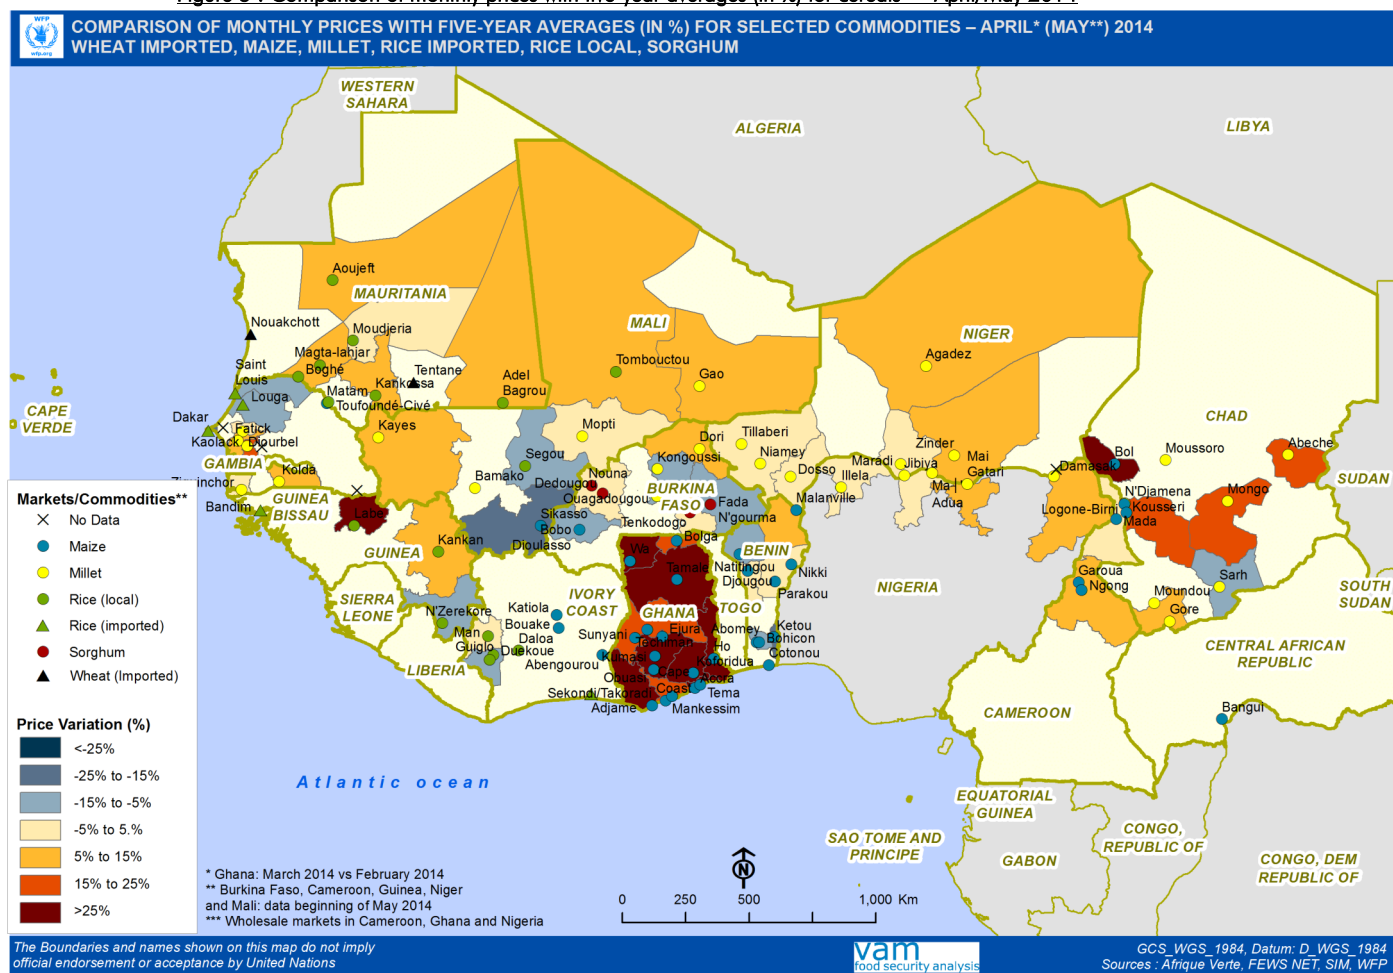 WFP
wfp.org
COMPARISON OF MONTHLY PRICES WITH FIVE-YEAR AVERAGES (IN %) FOR SELECTED COMMODITIES – APRIL* (MAY**) 2014
WHEAT IMPORTED, MAIZE, MILLET, RICE IMPORTED, RICE LOCAL, SORGHUM
WESTERN
SAHARA
ALGERIA
LIBYA
Aoujeft
MAURITANIA
Nouakchott
Moudjeria
MALI
NIGER
Magta-lahjar
Saint
Louis
Boghé
Tentane
Kankossa
Tombouctou
Gao
Agadez
Adel
Bagrou
Louga
Matam
Toufoundé-Civé
CAPE
VERDE
Dakar
Fatick
Kaolack
Diourbel
Kayes
Mopti
Dori
Tillaberi
Zinder
CHAD
Moussoro
Abeche
GAMBIA
Kolda
Segou
Kongoussi
Niamey
Maradi
Jibiya
Mai
Gatari
Damasak
Bol
SUDAN
Bamako
Nouna
Dedougou
Ouagadougou
BURKINA
FASO
Dosso
Illela
Malanville
Adua
Mongo
GUINEA
BISSAU
Bandim
Labe
Sikasso
Bobo
Dioulasso
Tenkodogo
Fada
N'gourma
Logone-Birni
N'Djamena
Kousseri
Mada
GUINEA
Kankan
Bolga
Wa
BENIN
Tamale
Natitingou
Djougou
Nikki
Parakou
NIGERIA
Garoua
Ngong
Sarh
Moundou
Gore
SOUTH
SUDAN
SIERRA
LEONE
N'Zerekore
IVORY
COAST
GHANA
TOGO
Katiola
Bouake
Daloa
Man
Guiglo
Duekoue
Abengourou
Sunyani
Ejura
Techiman
Kumasi
Obuasi
Abomey
Ho
Koforidua
Ketou
Bohicon
Cotonou
LIBERIA
Cape
Coast
Accra
Tema
Sekondi/Takoradi
Adjame
Mankessim
CENTRAL AFRICAN
REPUBLIC
CAMEROON
Bangui
Atlantic ocean
EQUATORIAL
GUINEA
SAO TOME AND
PRINCIPE
GABON
CONGO,
REPUBLIC OF
CONGO, DEM
REPUBLIC OF
Markets/Commodities**
No Data
Maize
Millet
Rice (local)
Rice (imported)
Sorghum
Wheat (Imported)
Price Variation (%)
<-25%
-25% to -15%
-15% to -5%
-5% to 5.%
5% to 15%
15% to 25%
>25%
* Ghana: March 2014 vs February 2014
** Burkina Faso, Cameroon, Guinea, Niger
and Mali: data beginning of May 2014
*** Wholesale markets in Cameroon, Ghana and Nigeria
N
0 250 500 1,000 KM
The Boundaries and names shown on this map do not imply
official endorsement or acceptance by United Nations
vam
food security analysis
GCS_WGS_1984, Datum: D_WGS_1984
Sources : Afrique Verte, FEWS NET, SIM, WFP